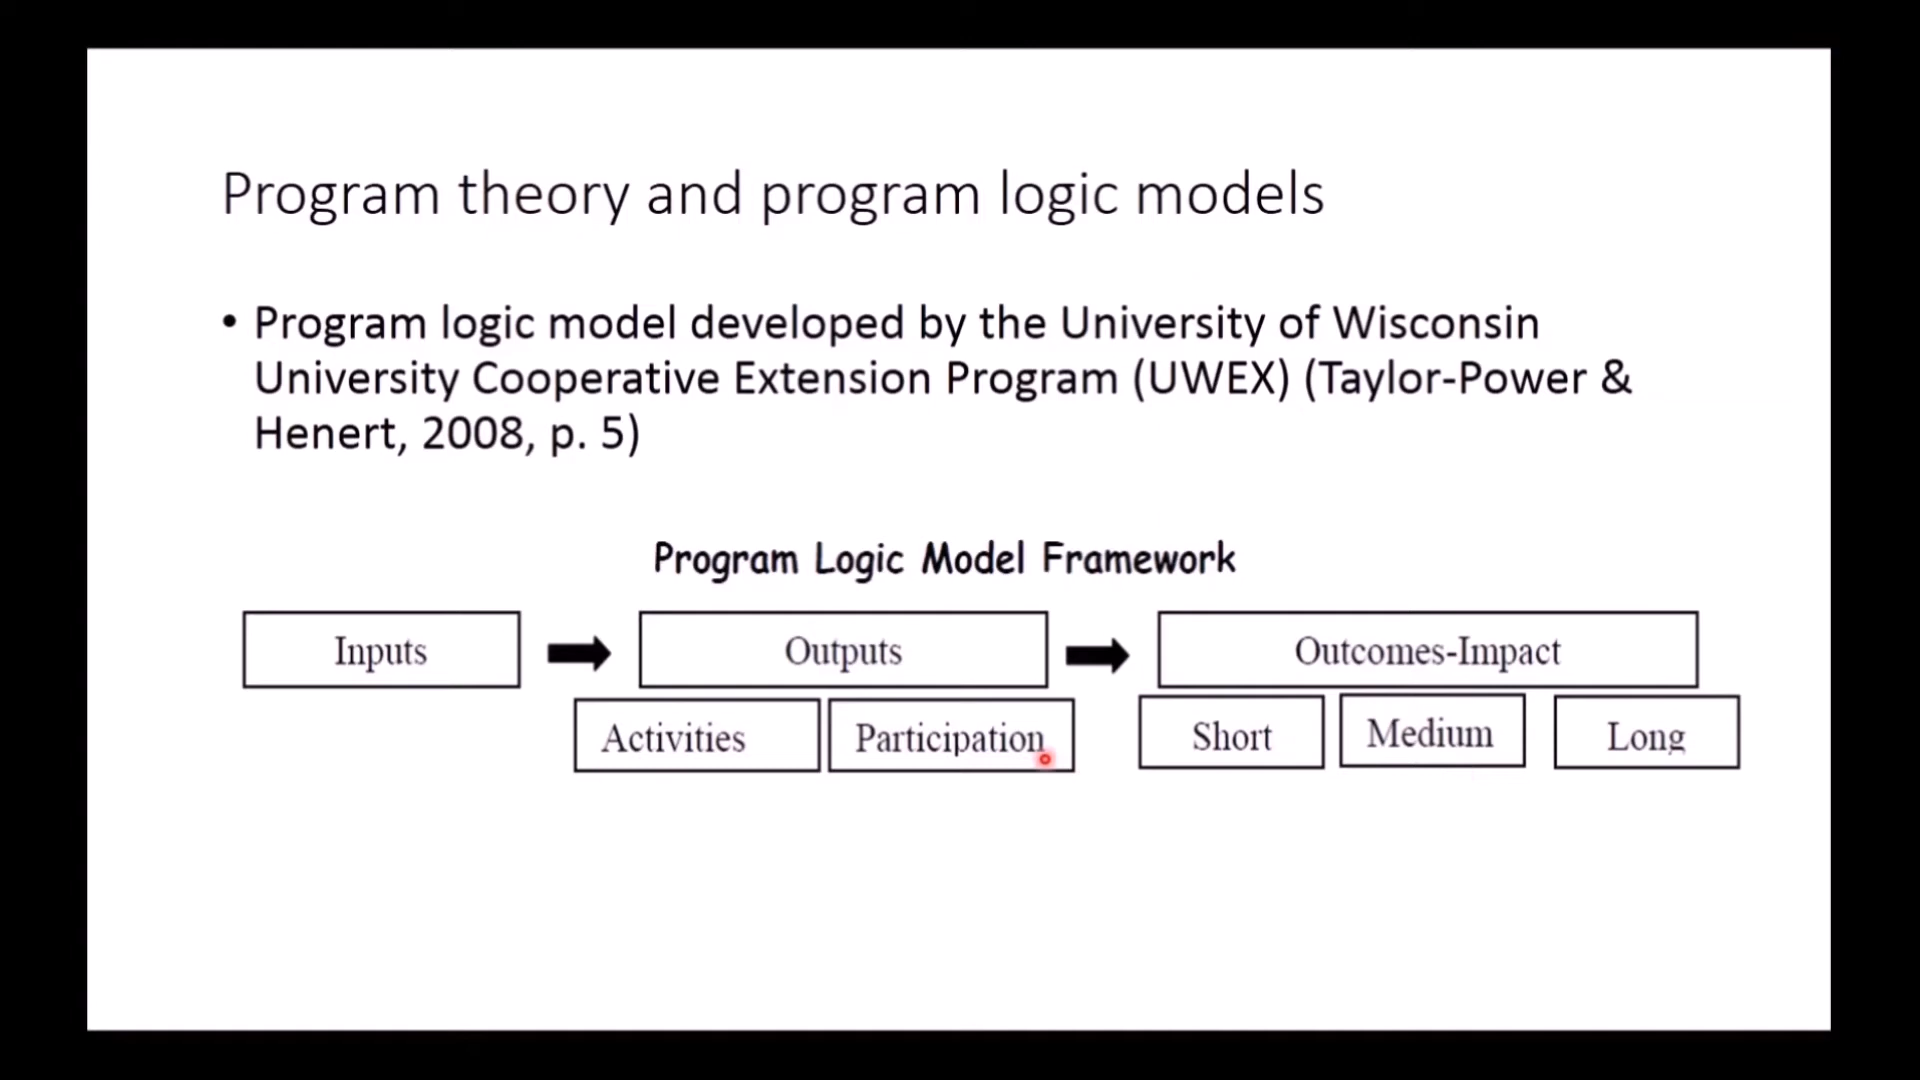 Program theory and program logic models
• Program logic model developed by the University of Wisconsin
University Cooperative Extension Program (UWEX) (Taylor-Power &
Henert, 2008, p. 5)
Program Logic Model Framework
Inputs
Outputs
Outcomes-Impact
Activities
Participation
Short
Medium
Long